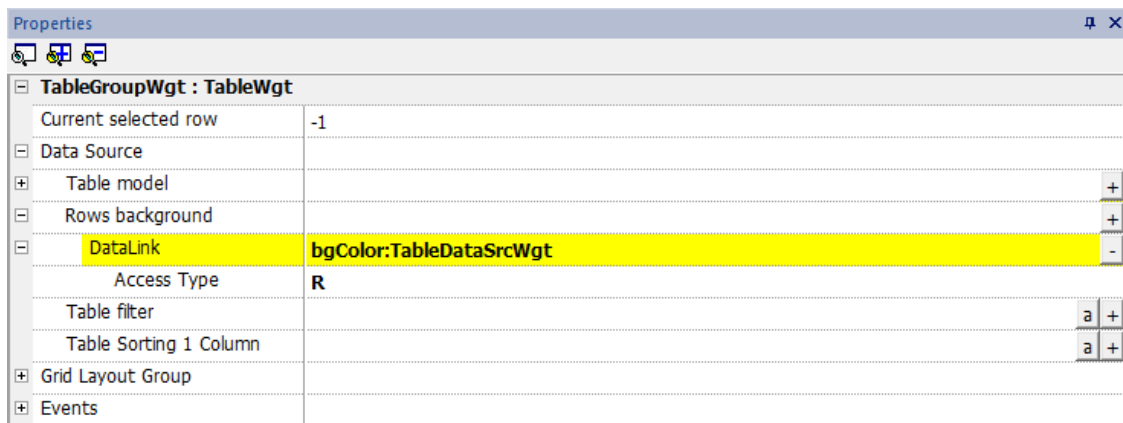 Properties
TableGroupWgt : TableWgt
Current selected row -1
Data Source
Table model +
Rows background +
DataLink bgColor:TableDataSrcWgt -
Access Type R
Table filter a +
Table Sorting 1 Column a +
Grid Layout Group
Events